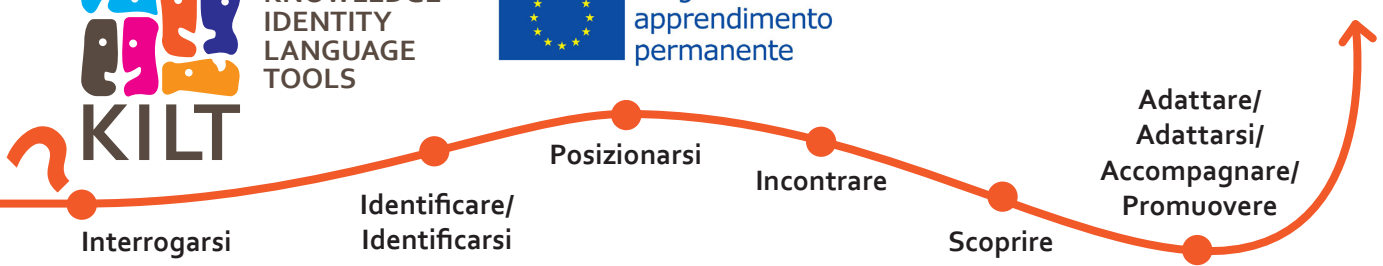 IDENTITY
LANGUAGE
TOOLS
KILT
apprendimento
permanente
Interrogarsi
Identificare/
Identificarsi
Posizionarsi
Incontrare
Scoprire
Adattare/
Adattarsi/
Accompagnare/
Promuovere